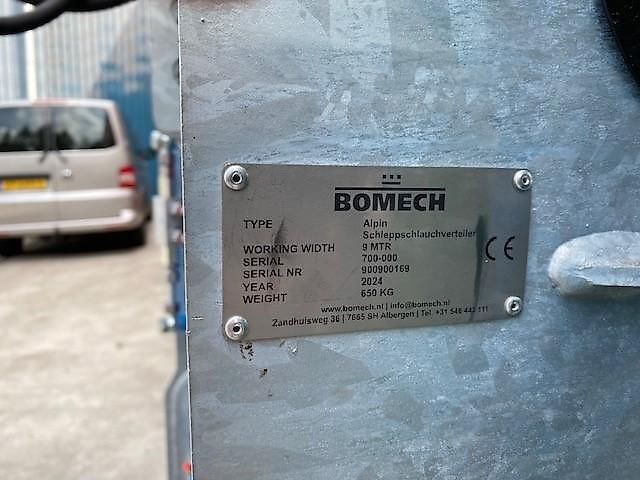 BOMECH
TYPE Alpin
Schleppschlauchverteiler
WORKING WIDTH 9 MTR
SERIAL 700-000
SERIAL NR 900900169
YEAR 2024
WEIGHT 650 KG
CE
www.bomech.nl | info@bomech.nl
Zandhuisweg 36 | 7665 SH Albergen | Tel. +31 546 442 111